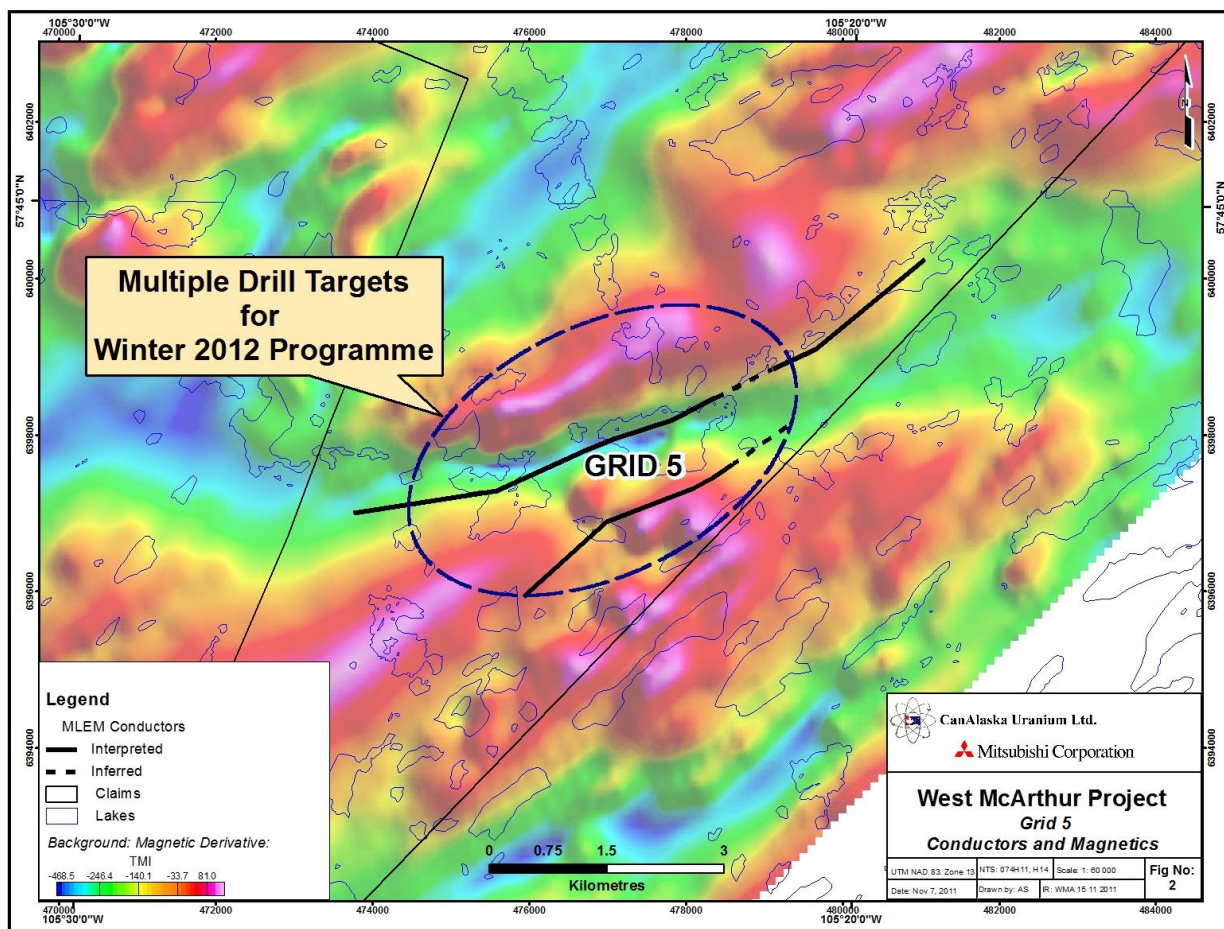 105°30'0"W 105°20'0"W
470000 472000 474000 476000 478000 480000 482000 484000
6402000 6402000
57°45'0"N 57°45'0"N
N
6400000 6400000
Multiple Drill Targets
for
Winter 2012 Programme
6398000 6398000
GRID 5
6396000 6396000
6394000 6394000
Legend
MLEM Conductors
Interpreted
Inferred
Claims
Lakes
Background: Magnetic Derivative:
TMI
-468.5 -246.4 -140.1 -33.7 81.0
0 0.75 1.5 3
Kilometres
CanAlaska Uranium Ltd.
Mitsubishi Corporation
West McArthur Project
Grid 5
Conductors and Magnetics
UTM NAD 83. Zone 13 NTS: 074H11, H14 Scale: 1: 60 000
Date: Nov 7, 2011 Drawn by: AS IR: WMA 15 11 2011
Fig No:
2
470000 472000 474000 476000 478000 480000 482000 484000
105°30'0"W 105°20'0"W